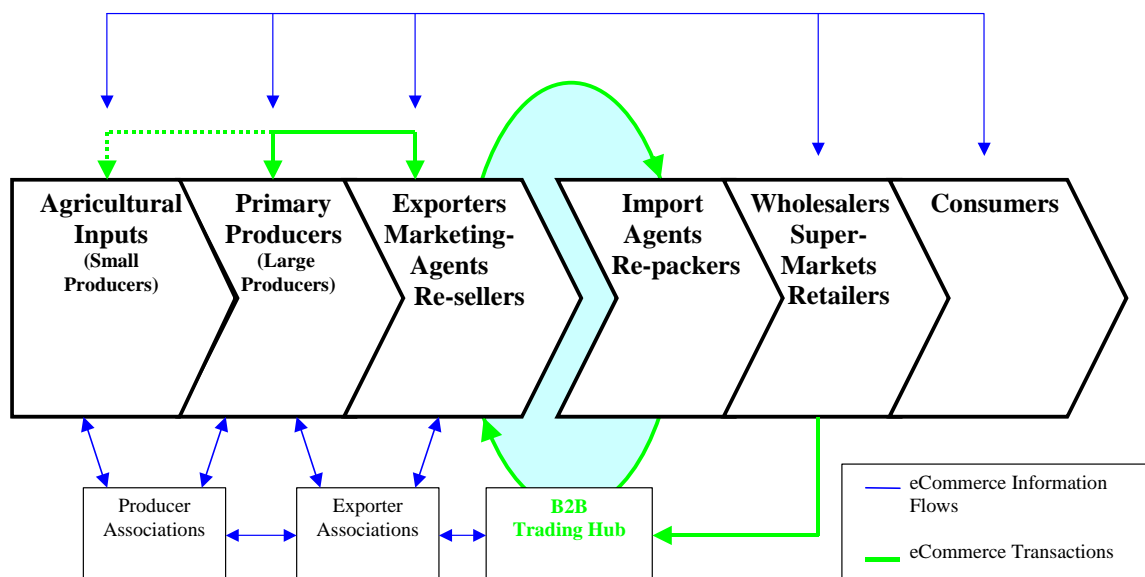 Agricultural
Inputs
(Small
Producers)
Primary
Producers
(Large
Producers)
Exporters
Marketing-
Agents
Re-sellers
Import
Agents
Re-packers
Wholesalers
Super-
Markets
Retailers
Consumers
Producer
Associations
Exporter
Associations
B2B
Trading Hub
eCommerce Information
Flows
eCommerce Transactions